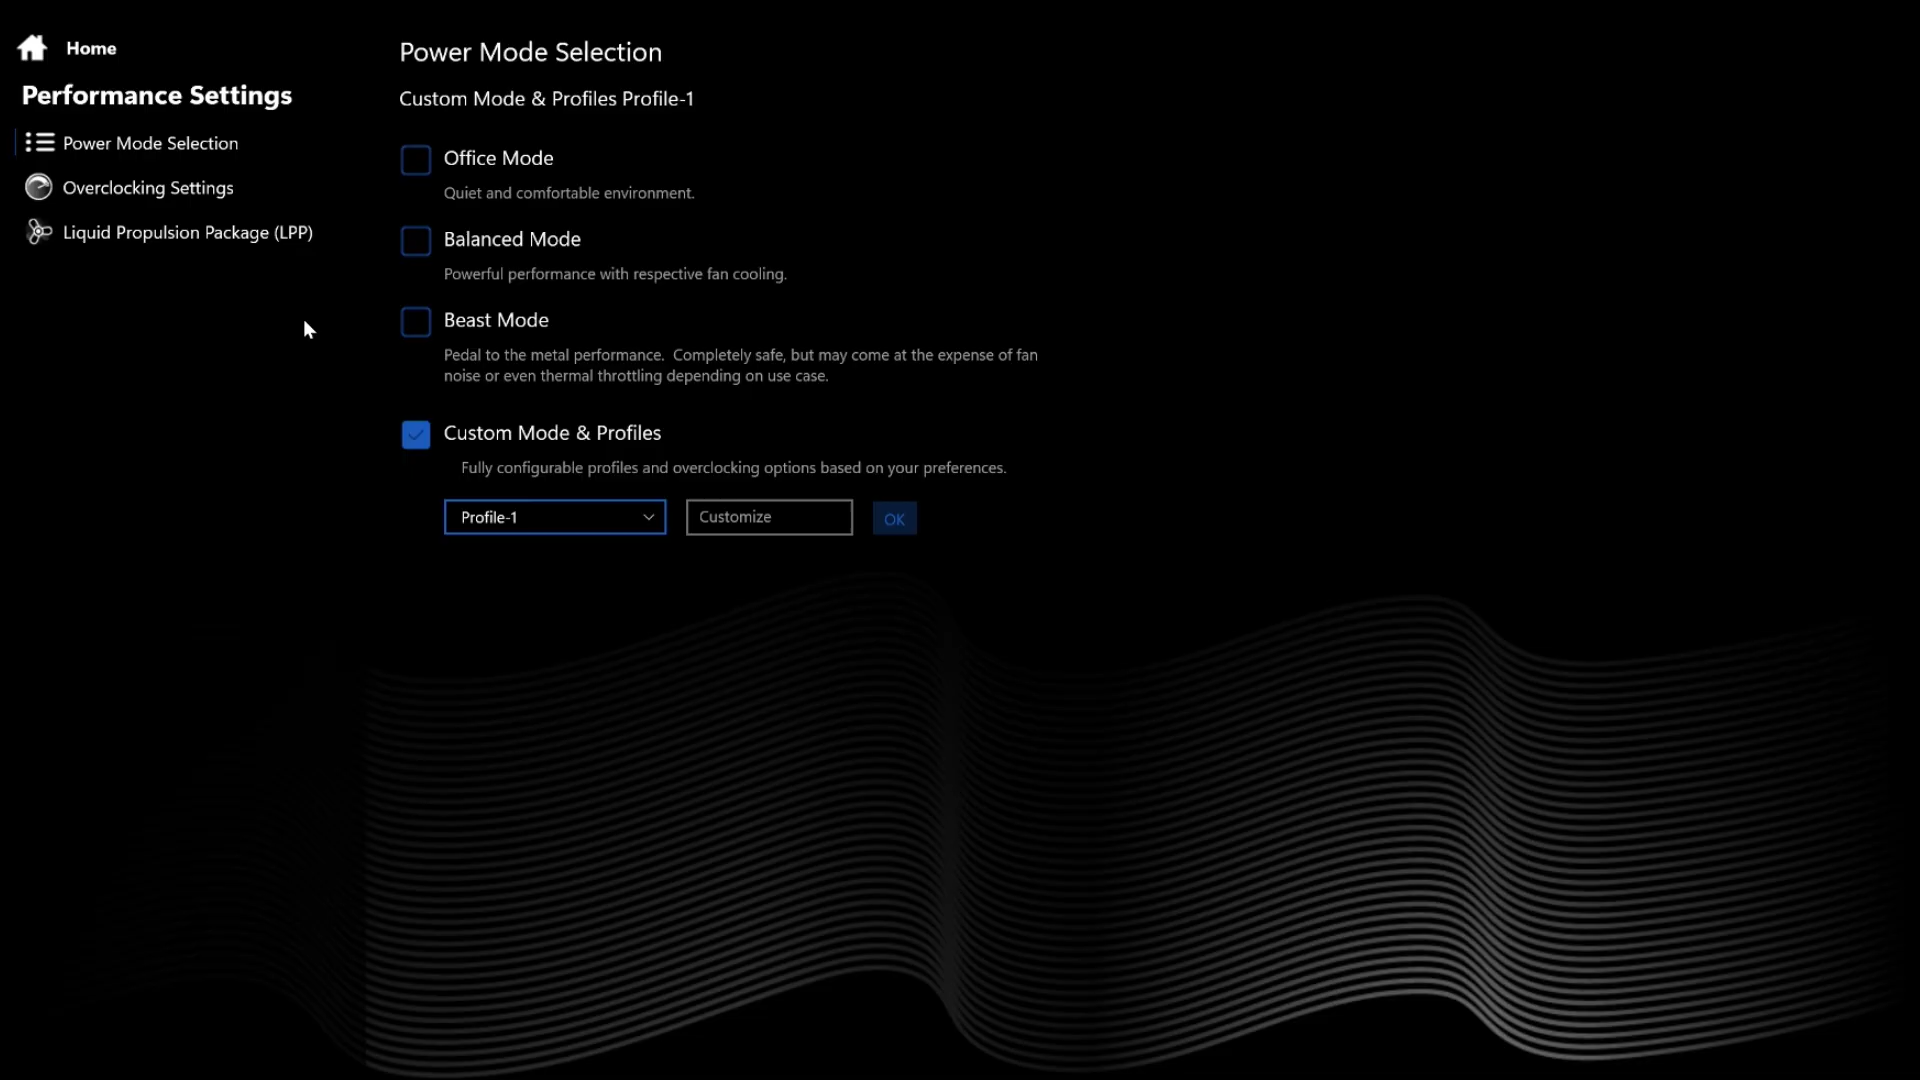 Home
Performance Settings
Power Mode Selection
Overclocking Settings
Liquid Propulsion Package (LPP)
Power Mode Selection
Custom Mode & Profiles Profile-1
Office Mode
Quiet and comfortable environment.
Balanced Mode
Powerful performance with respective fan cooling.
Beast Mode
Pedal to the metal performance.  Completely safe, but may come at the expense of fan
noise or even thermal throttling depending on use case.
Custom Mode & Profiles
Fully configurable profiles and overclocking options based on your preferences.
Profile-1
Customize
OK